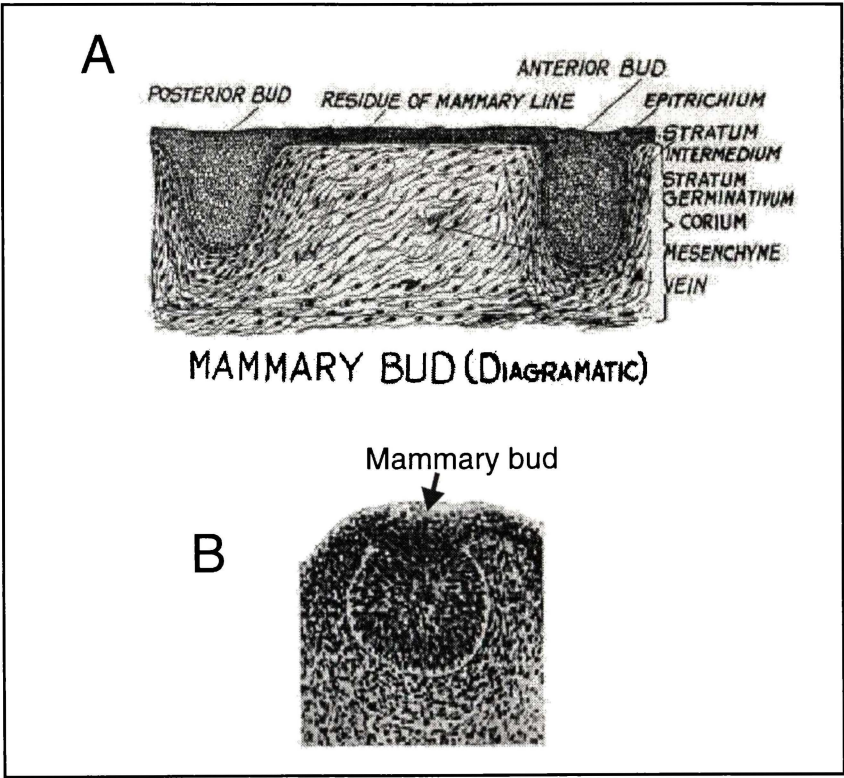 A
ANTERIOR BUD
POSTERIOR BUD
RESIDUE OF MAMMARY LINE
EPITRICHIUM
STRATUM
INTERMEDIUM
STRATUM
GERMINATIVUM
CORIUM
MESENCHYME
VEIN
MAMMARY BUD (DIAGRAMATIC)
Mammary bud
B